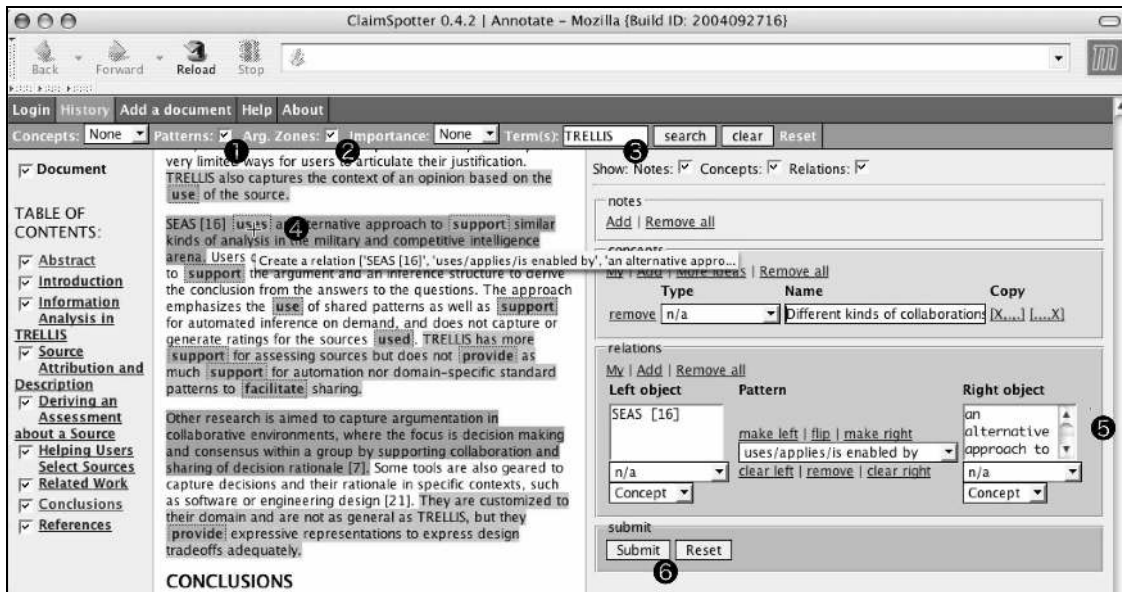 ClaimSpotter 0.4.2 | Annotate – Mozilla {Build ID: 2004092716}
Back Forward Reload Stop
Login History Add a document Help About
Concepts: None Patterns: Arg. Zones: Importance: None Term(s): TRELLIS search clear Reset
1 2 3
Document
TABLE OF
CONTENTS:
Abstract
Introduction
Information
Analysis in
TRELLIS
Source
Attribution and
Description
Deriving an
Assessment
about a Source
Helping Users
Select Sources
Related Work
Conclusions
References
very limited ways for users to articulate their justification.
TRELLIS also captures the context of an opinion based on the
use of the source.
SEAS [16] uses an alternative approach to support similar
4
kinds of analysis in the military and competitive intelligence
arena. Users
Create a relation ['SEAS [16]', 'uses/applies/is enabled by', 'an alternative appro...
to support the argument and an inference structure to derive
the conclusion from the answers to the questions. The approach
emphasizes the use of shared patterns as well as support
for automated inference on demand, and does not capture or
generate ratings for the sources used. TRELLIS has more
support for assessing sources but does not provide as
much support for automation nor domain-specific standard
patterns to facilitate sharing.
Other research is aimed to capture argumentation in
collaborative environments, where the focus is decision making
and consensus within a group by supporting collaboration and
sharing of decision rationale [7]. Some tools are also geared to
capture decisions and their rationale in specific contexts, such
as software or engineering design [21]. They are customized to
their domain and are not as general as TRELLIS, but they
provide expressive representations to express design
tradeoffs adequately.
CONCLUSIONS
Show: Notes: Concepts: Relations:
notes
Add | Remove all
concepts
My | Add | More ideas | Remove all
Type Name Copy
remove n/a Different kinds of collaborations [X....] [....X]
relations
My | Add | Remove all
Left object Pattern Right object
SEAS [16]
make left | flip | make right
uses/applies/is enabled by
clear left | remove | clear right
an
alternative
approach to
5
n/a n/a
Concept Concept
submit
Submit Reset
6